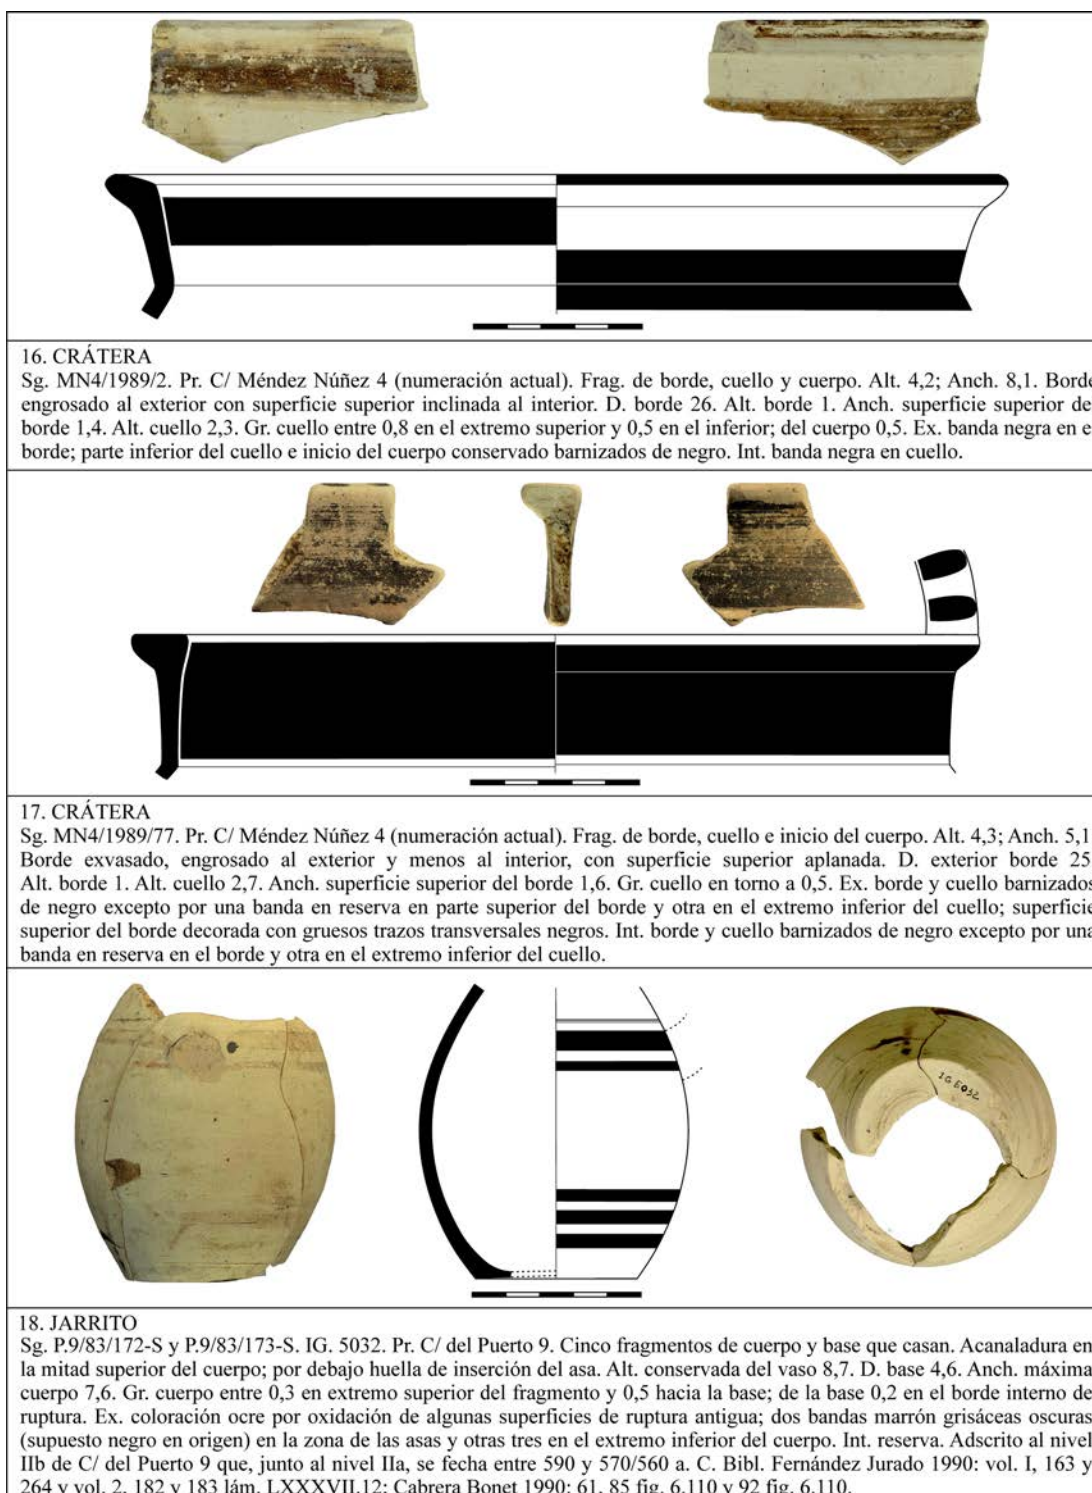 16. CRÁTERA
Sg. MN4/1989/2. Pr. C/ Méndez Núñez 4 (numeración actual). Frag. de borde, cuello y cuerpo. Alt. 4,2; Anch. 8,1. Borde
engrosado al exterior con superficie superior inclinada al interior. D. borde 26. Alt. borde 1. Anch. superficie superior de
borde 1,4. Alt. cuello 2,3. Gr. cuello entre 0,8 en el extremo superior y 0,5 en el inferior; del cuerpo 0,5. Ex. banda negra en e
borde; parte inferior del cuello e inicio del cuerpo conservado barnizados de negro. Int. banda negra en cuello.
17. CRÁTERA
Sg. MN4/1989/77. Pr. C/ Méndez Núñez 4 (numeración actual). Frag. de borde, cuello e inicio del cuerpo. Alt. 4,3; Anch. 5,1
Borde exvasado, engrosado al exterior y menos al interior, con superficie superior aplanada. D. exterior borde 25
Alt. borde 1. Alt. cuello 2,7. Anch. superficie superior del borde 1,6. Gr. cuello en torno a 0,5. Ex. borde y cuello barnizados
de negro excepto por una banda en reserva en parte superior del borde y otra en el extremo inferior del cuello; superficie
superior del borde decorada con gruesos trazos transversales negros. Int. borde y cuello barnizados de negro excepto por una
banda en reserva en el borde y otra en el extremo inferior del cuello.
IG 5032
18. JARRITO
Sg. P.9/83/172-S y P.9/83/173-S. IG. 5032. Pr. C/ del Puerto 9. Cinco fragmentos de cuerpo y base que casan. Acanaladura en
la mitad superior del cuerpo; por debajo huella de inserción del asa. Alt. conservada del vaso 8,7. D. base 4,6. Anch. máxima
cuerpo 7,6. Gr. cuerpo entre 0,3 en extremo superior del fragmento y 0,5 hacia la base; de la base 0,2 en el borde interno de
ruptura. Ex. coloración ocre por oxidación de algunas superficies de ruptura antigua; dos bandas marrón grisáceas oscuras
(supuesto negro en origen) en la zona de las asas y otras tres en el extremo inferior del cuerpo. Int. reserva. Adscrito al nivel
IIb de C/ del Puerto 9 que, junto al nivel IIa, se fecha entre 590 y 570/560 a. C. Bibl. Fernández Jurado 1990: vol. I, 163 y
264 y vol. 2, 182 y 183 lám. LXXXVII.12; Cabrera Bonet 1990: 61, 85 fig. 6.110 y 92 fig. 6.110.